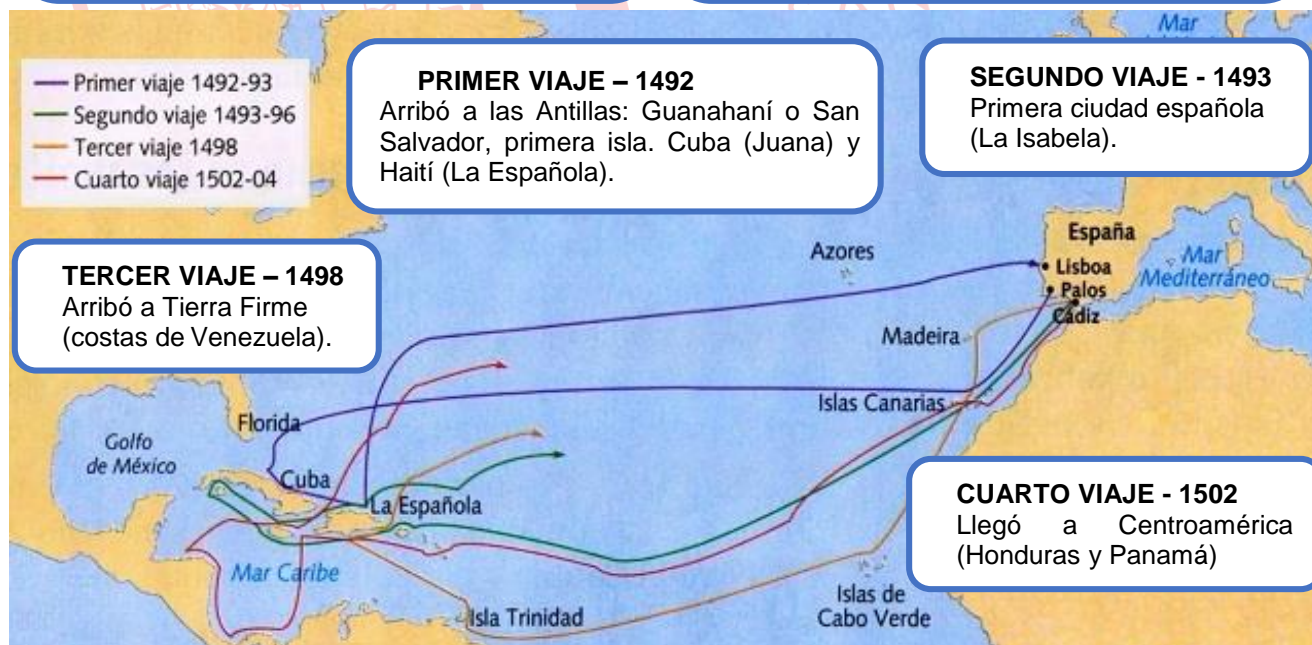 Primer viaje 1492-93
Segundo viaje 1493-96
Tercer viaje 1498
Cuarto viaje 1502-04
PRIMER VIAJE – 1492
Arribó a las Antillas: Guanahaní o San
Salvador, primera isla. Cuba (Juana) y
Haití (La Española).
Mar
SEGUNDO VIAJE - 1493
Primera ciudad española
(La Isabela).
TERCER VIAJE – 1498
Arribó a Tierra Firme
(costas de Venezuela).
Azores
España
Lisboa
Palos
Cádiz
Mar
Mediterráneo
Madeira
Islas Canarias
Florida
Golfo
de México
Cuba
La Española
Mar Caribe
Isla Trinidad
Islas de
Cabo Verde
CUARTO VIAJE - 1502
Llegó a Centroamérica
(Honduras y Panamá)